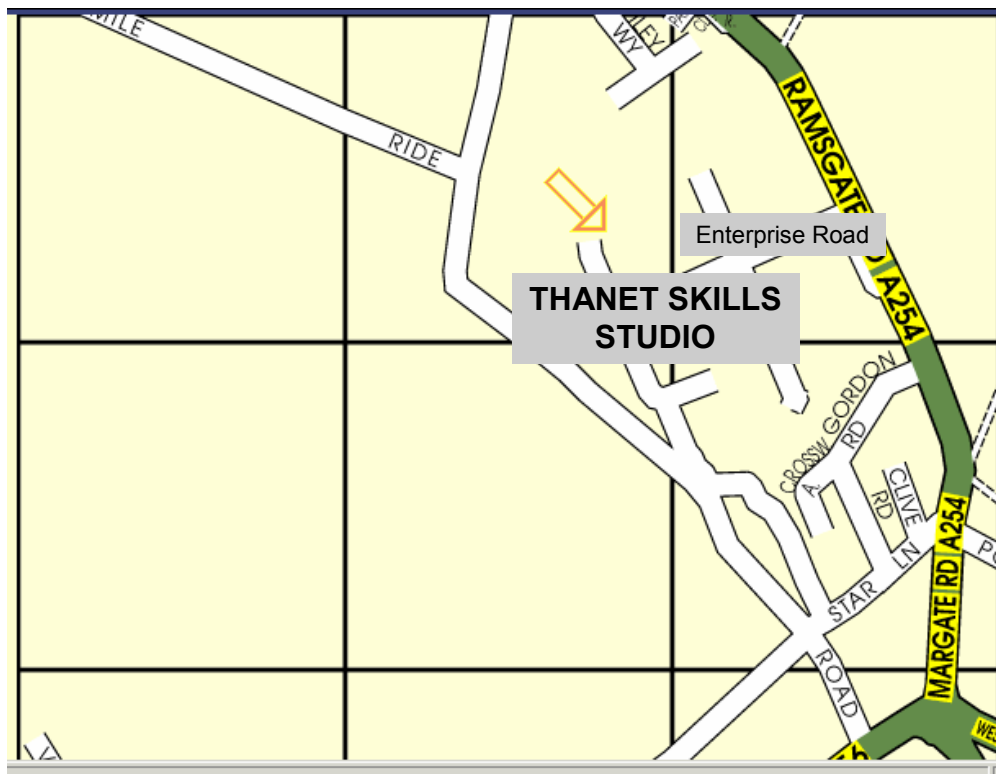 MILE
RIDE
WY
RAMSGATE
Enterprise Road
A254
THANET SKILLS
STUDIO
GORDON
RD
CROSSW
A.
CLIVE
RD
STAR LN
MARGATE RD A254
ROAD